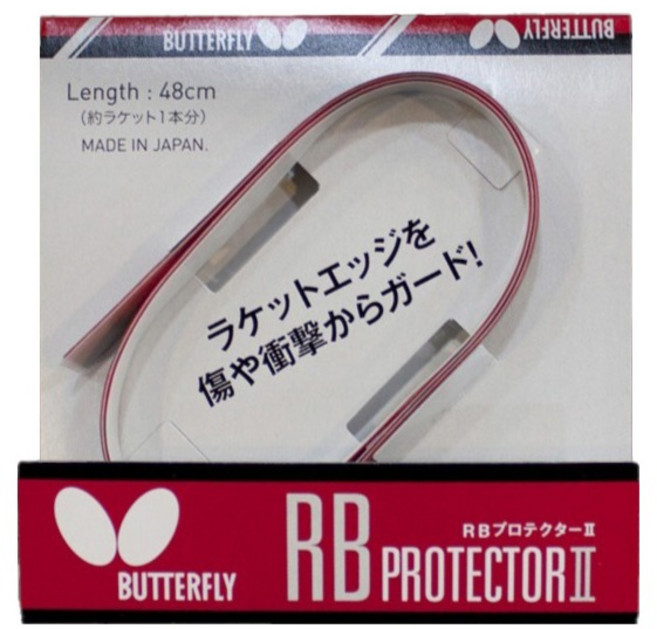 BUTTERFLY
BUTTERFLY
Length : 48cm
(約ラケット1本分)
MADE IN JAPAN.
ラケットエッジを
傷や衝撃からガード!
RBプロテクターⅡ
RB PROTECTORⅡ
BUTTERFLY